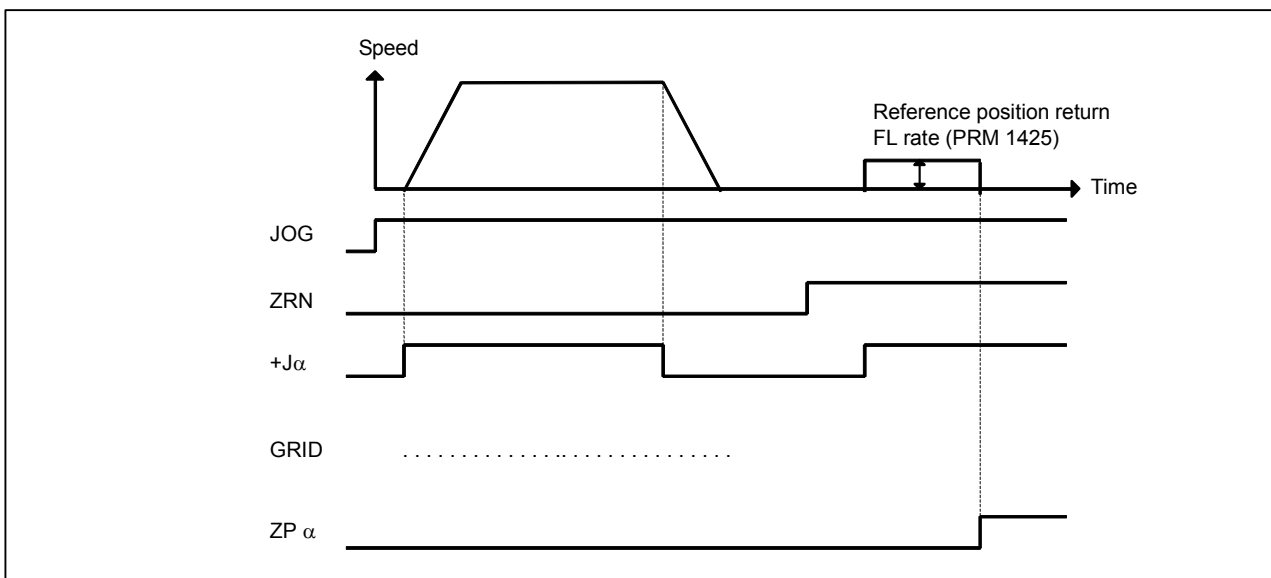 Speed
Reference position return
FL rate (PRM 1425)
Time
JOG
ZRN
+Jα
GRID
ZP α